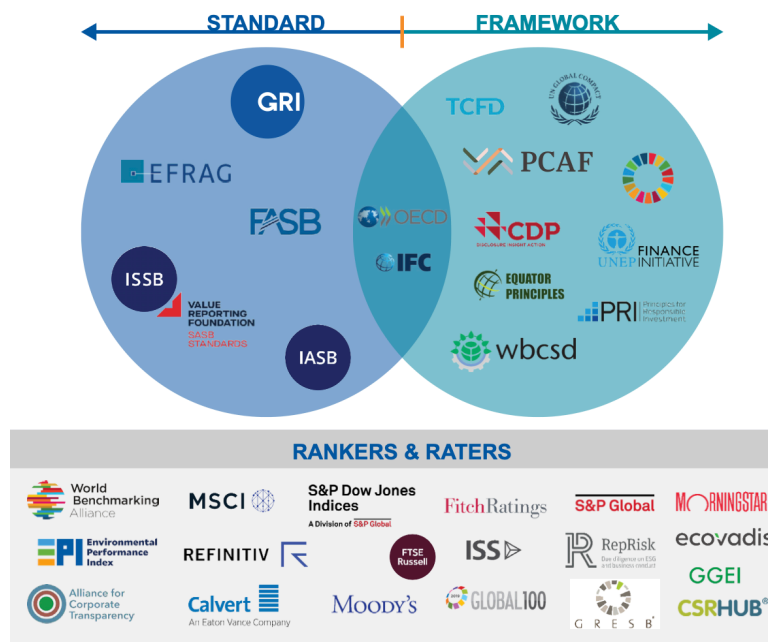 STANDARD
FRAMEWORK
GRI
TCFD
UN GLOBAL COMPACT
EFRAG
PCAF
FASB
OECD
CDP
DISCLOSURE INSIGHT ACTION
UNEP
FINANCE
INITIATIVE
ISSB
IFC
EQUATOR
PRINCIPLES
VALUE
REPORTING
FOUNDATION
SASB
STANDARDS
PRI
Principles for
Responsible
Investment
IASB
wbcsd
RANKERS & RATERS
World
Benchmarking
Alliance
MSCI
S&P Dow Jones
Indices
A Division of S&P Global
FitchRatings
S&P Global
MORNINGSTAR
EPI
Environmental
Performance
Index
REFINITIV
FTSE
Russell
ISS
RepRisk
Due diligence on ESG
and business conduct
ecovadis
GGEI
Alliance for
Corporate
Transparency
Calvert
An Eaton Vance Company
MOODY'S
GLOBAL100
GRESB
CSRHUB®